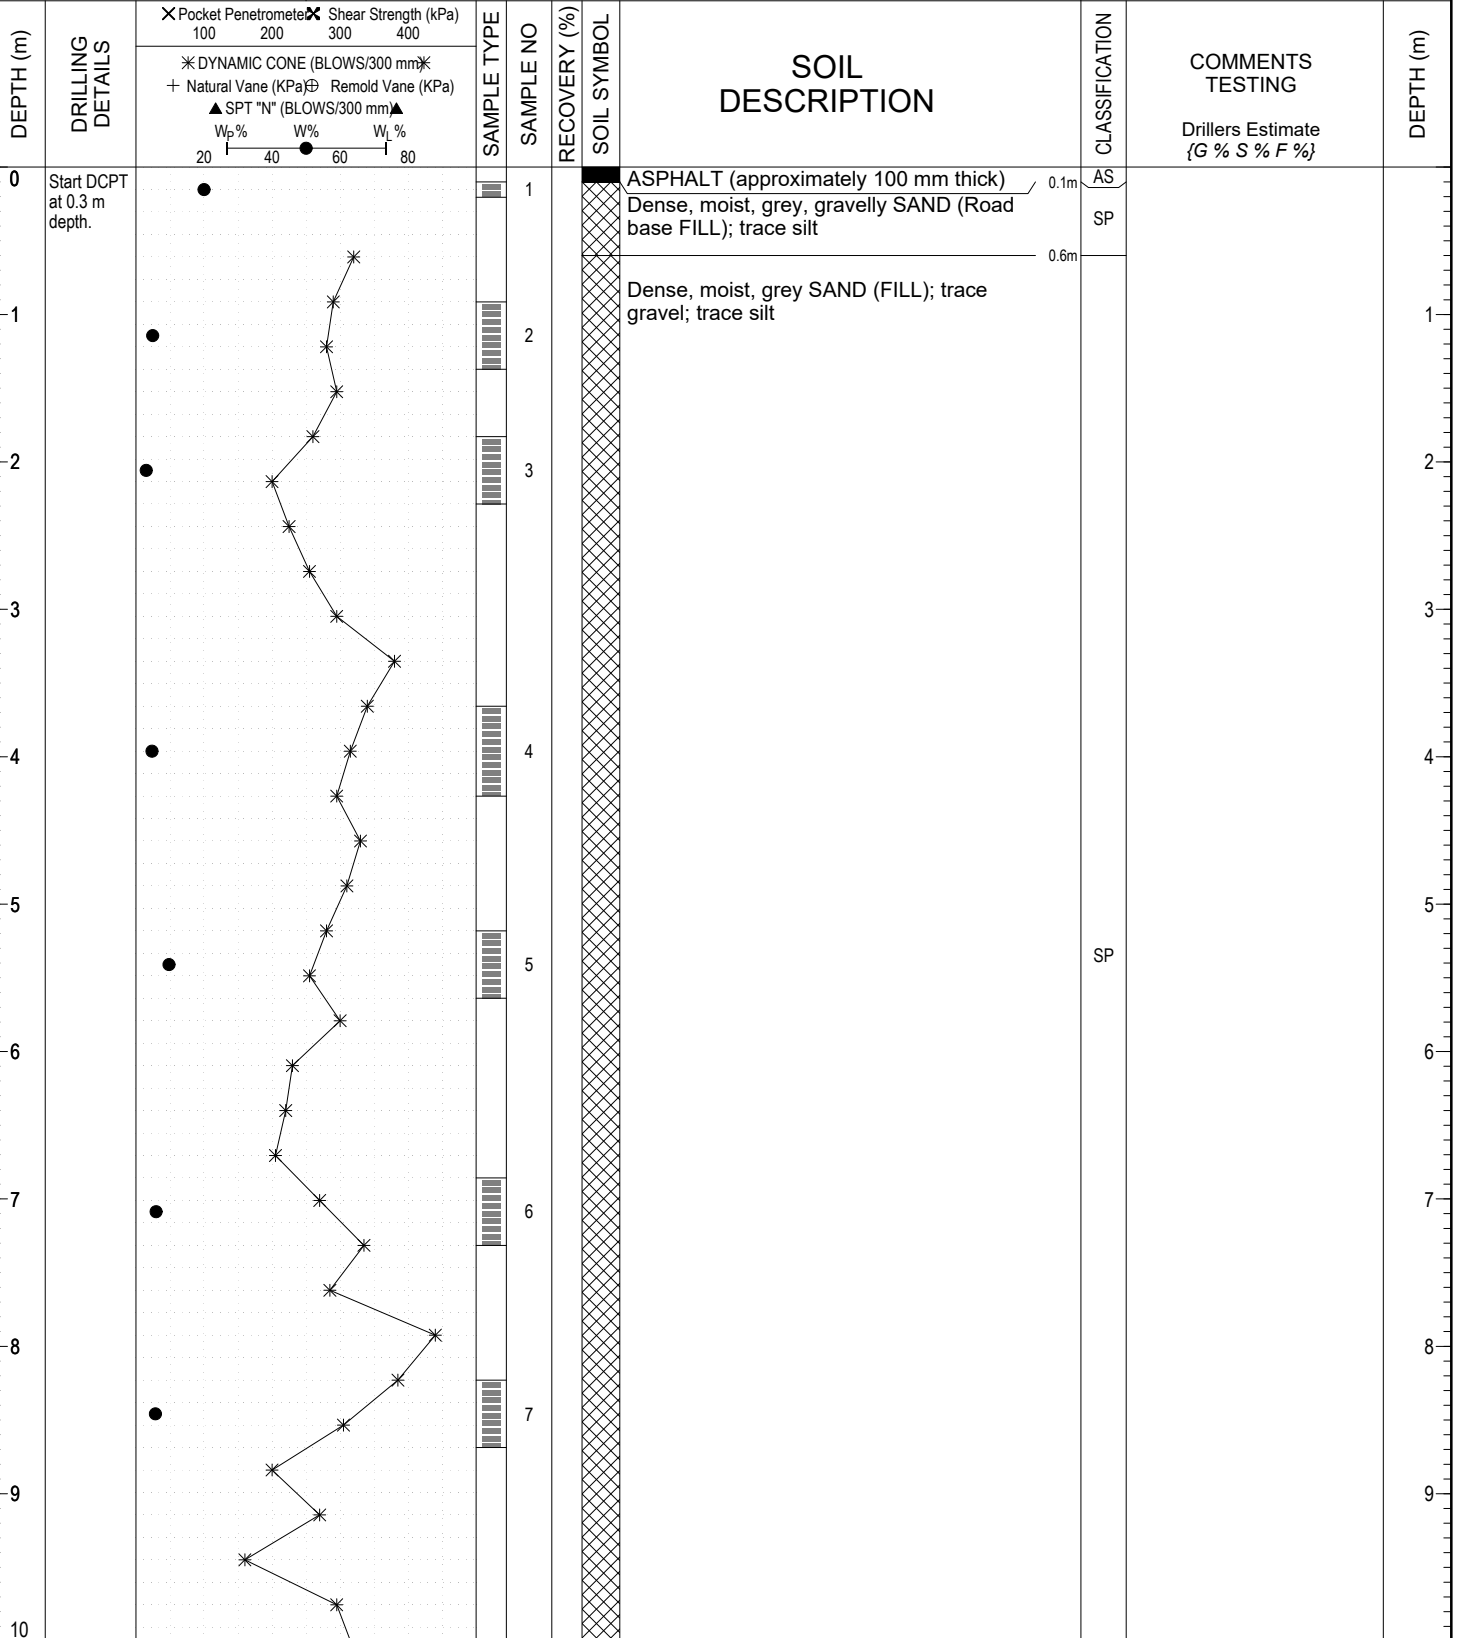 DEPTH (m)
DRILLING
DETAILS
Pocket Penetrometer Shear Strength (kPa)
100 200 300 400
DYNAMIC CONE (BLOWS/300 mm)
Natural Vane (KPa) Remold Vane (KPa)
SPT "N" (BLOWS/300 mm)
WP% W% WL%
20 40 60 80
SAMPLE TYPE
SAMPLE NO
RECOVERY (%)
SOIL SYMBOL
SOIL
DESCRIPTION
CLASSIFICATION
COMMENTS
TESTING
Drillers Estimate
{G % S % F %}
DEPTH (m)
0
Start DCPT
at 0.3 m
depth.
1
ASPHALT (approximately 100 mm thick) 0.1m AS
Dense, moist, grey, gravelly SAND (Road
base FILL); trace silt
SP
0.6m
Dense, moist, grey SAND (FILL); trace
gravel; trace silt
1 1
2
2 3 2
3 3
4 4 4
5 5
5 SP
6 6
7 6 7
8 8
7
9 9
10